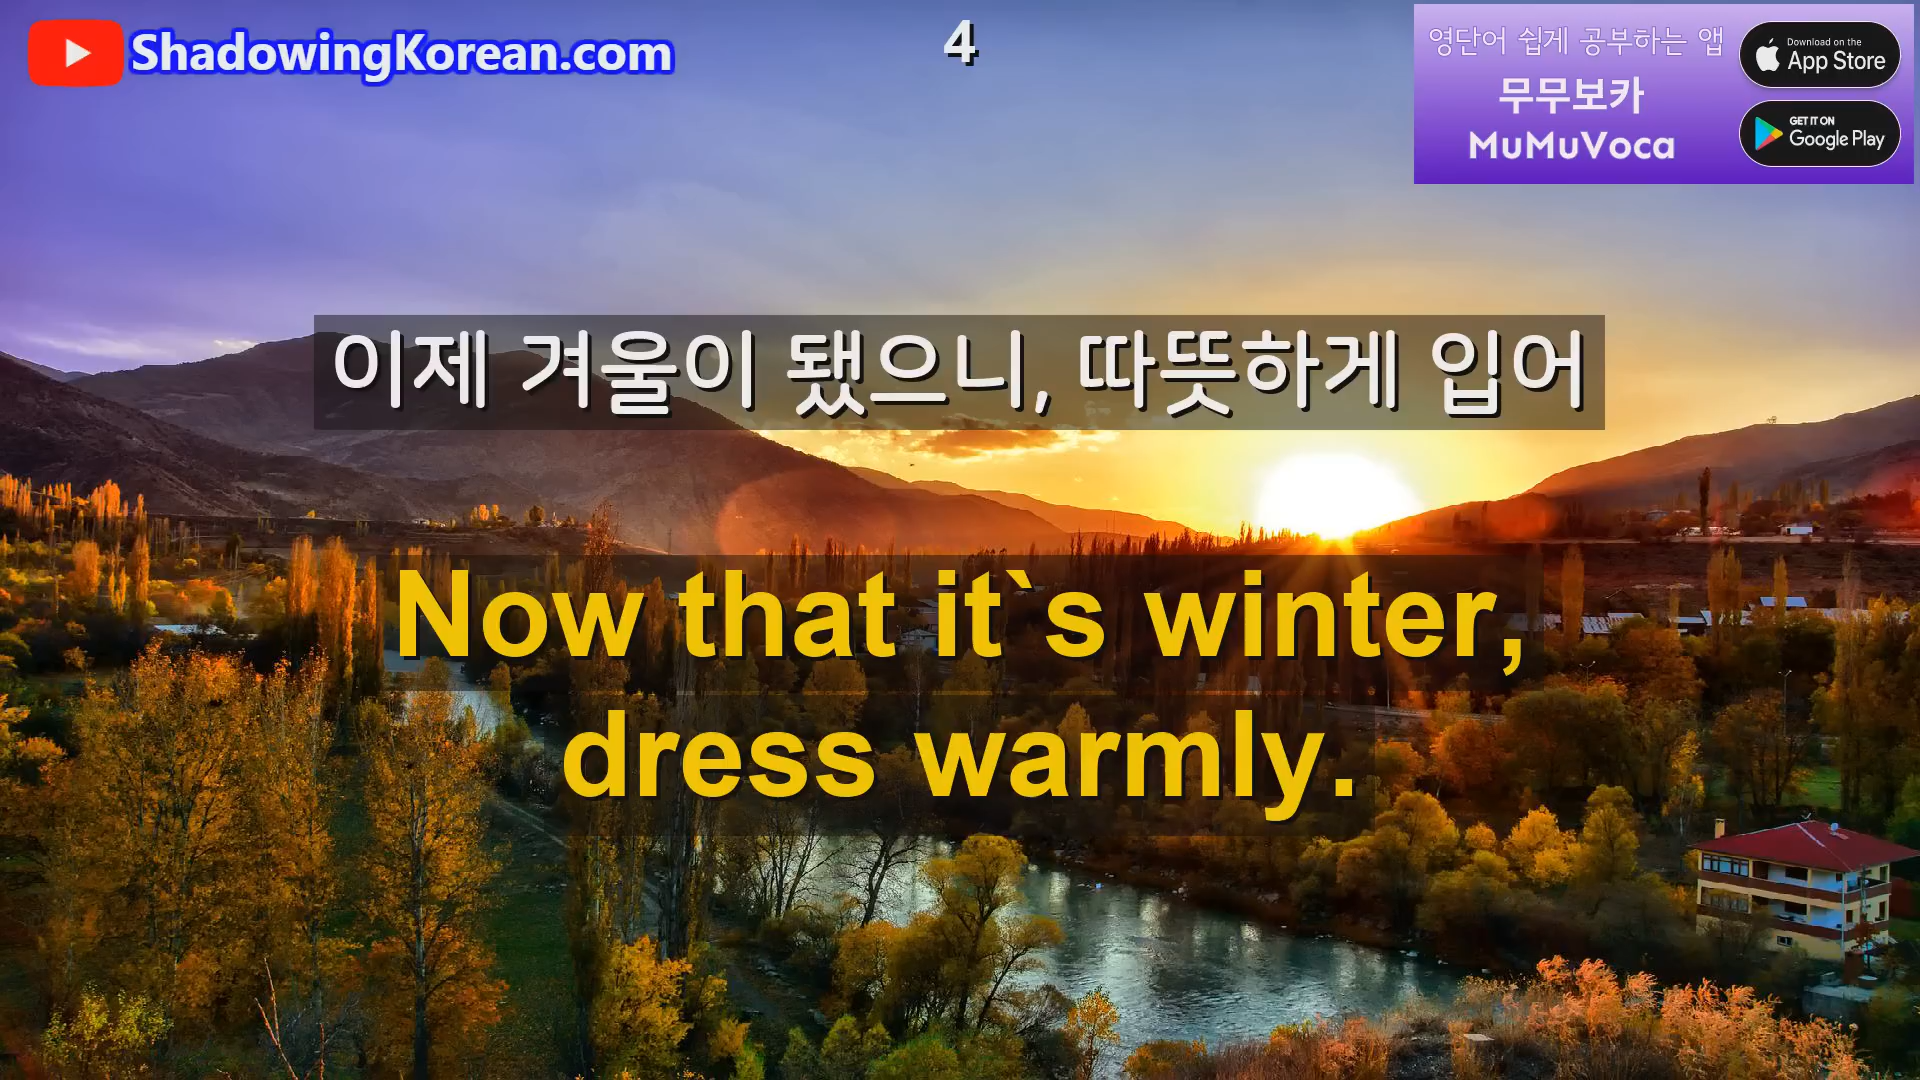 ShadowingKorean.com
4
영단어 쉽게 공부하는 앱
무무보카
MuMuVoca
Download on the
App Store
GET IT ON
Google Play
이제 겨울이 됐으니, 따뜻하게 입어
Now that it`s winter,
dress warmly.